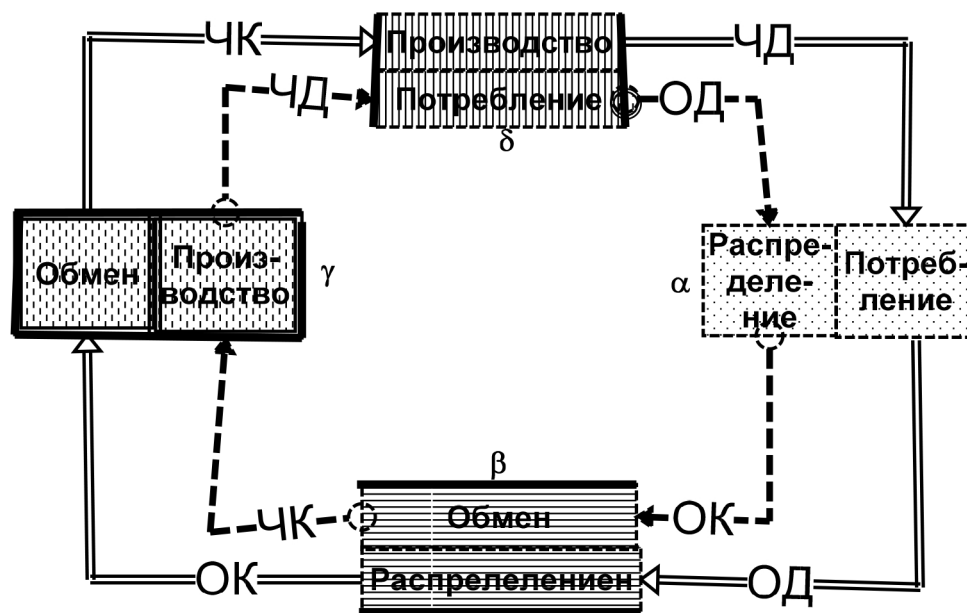 ЧК
Производство
ЧД
ЧД
Потребление
ОД
δ
Обмен
Произ-
водство
γ
α
Распре-
деле-
ние
Потреб-
ление
β
ЧК
Обмен
ОК
ОК
Распрелелениен
ОД